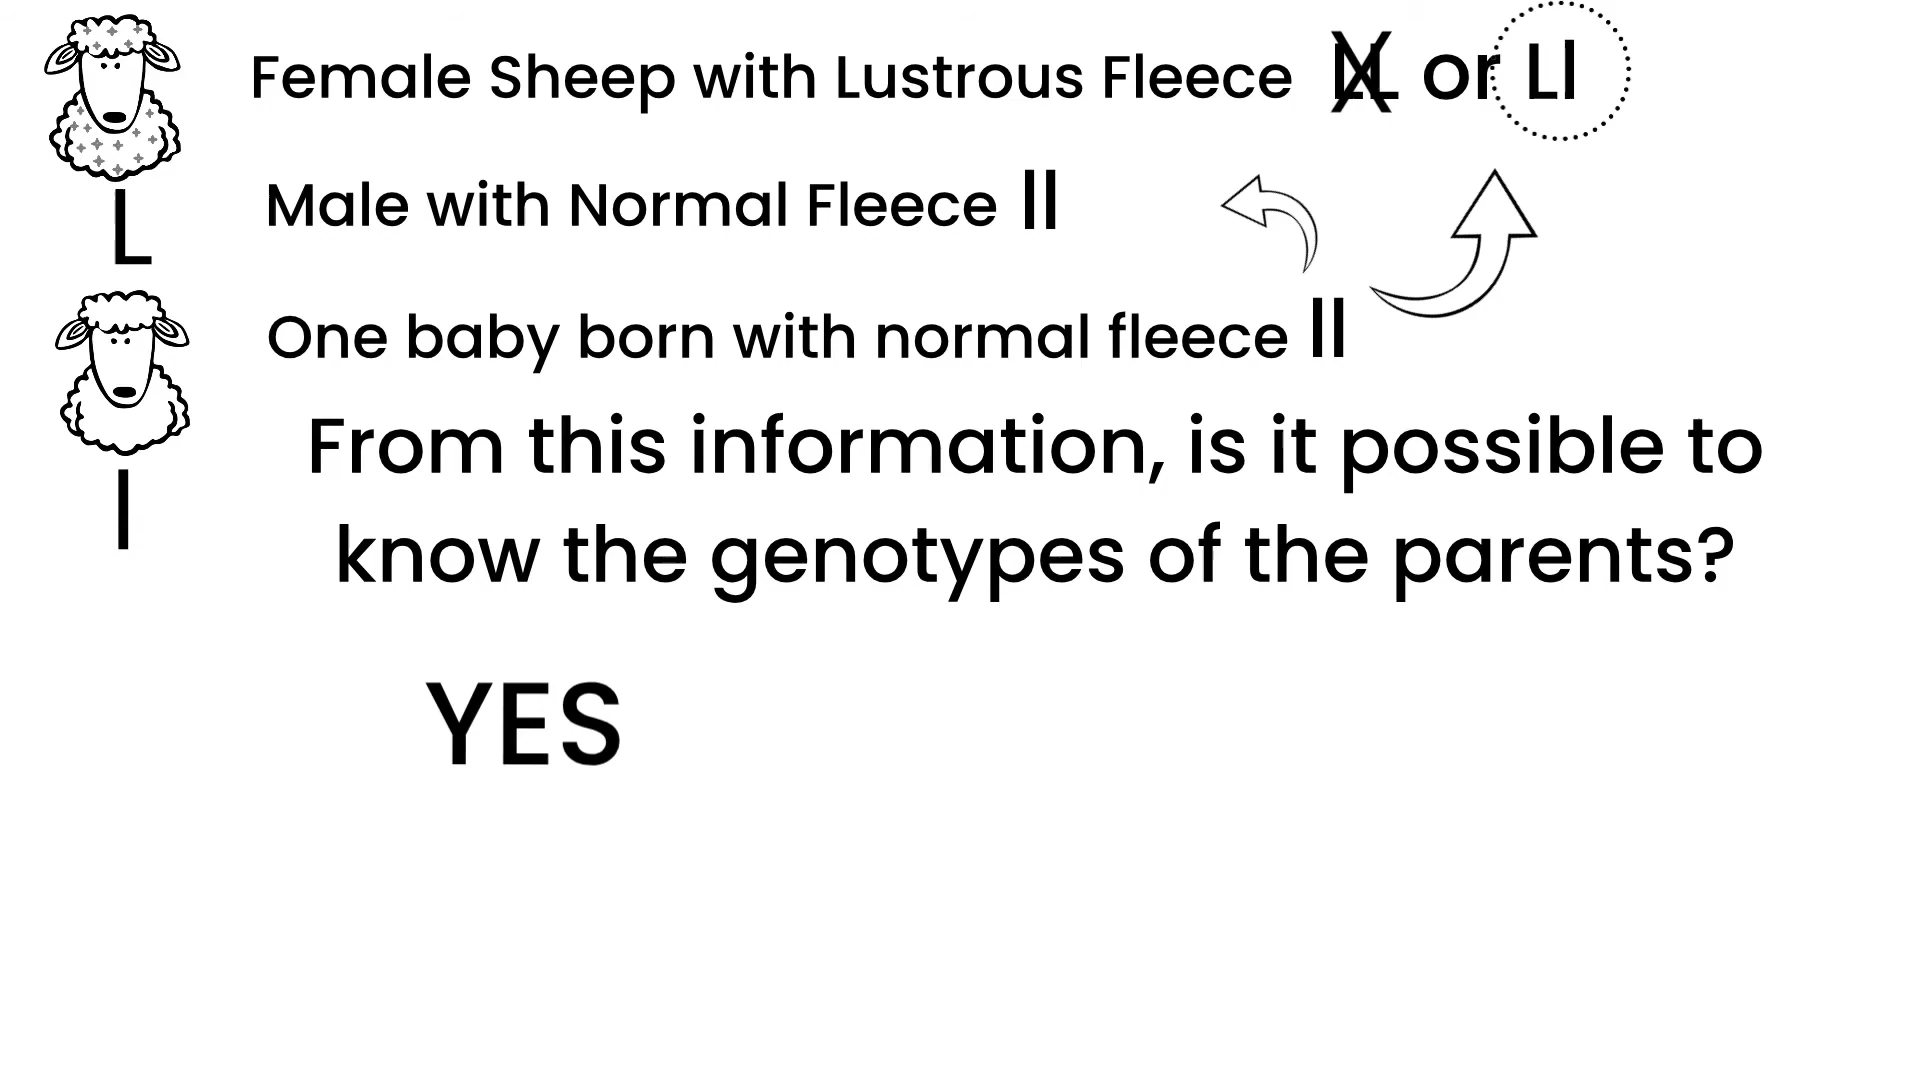 Female Sheep with Lustrous Fleece LL or Ll
Male with Normal Fleece ll
L
One baby born with normal fleece ll
From this information, is it possible to
l
know the genotypes of the parents?
YES